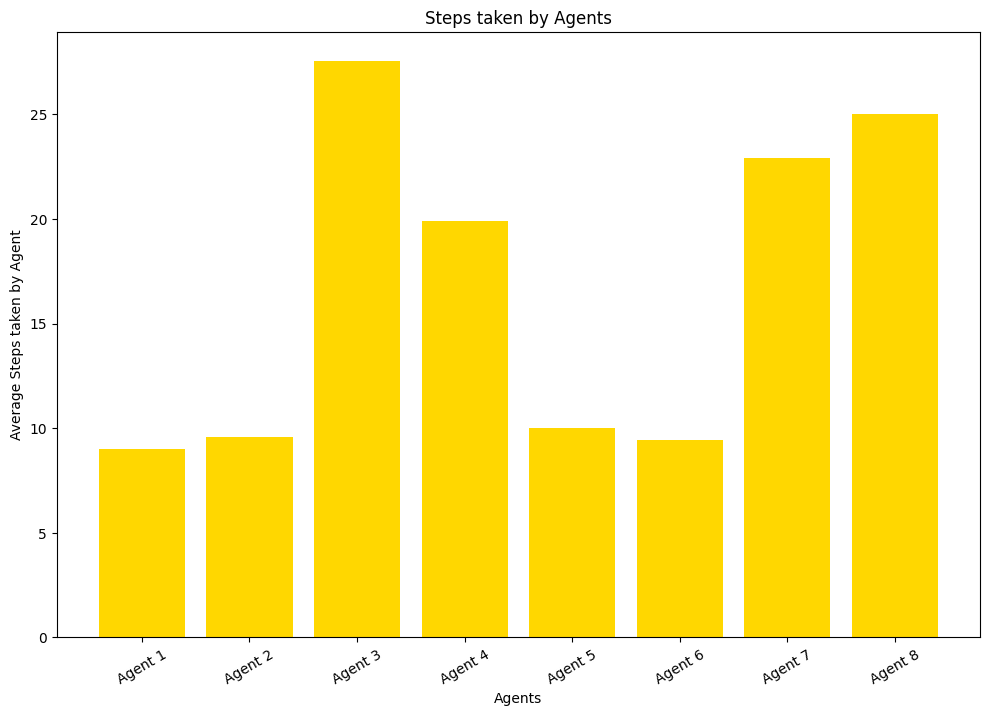 Steps taken by Agents
Average Steps taken by Agent
25
20
15
10
5
0
Agent 1
Agent 2
Agent 3
Agent 4
Agent 5
Agent 6
Agent 7
Agent 8
Agents